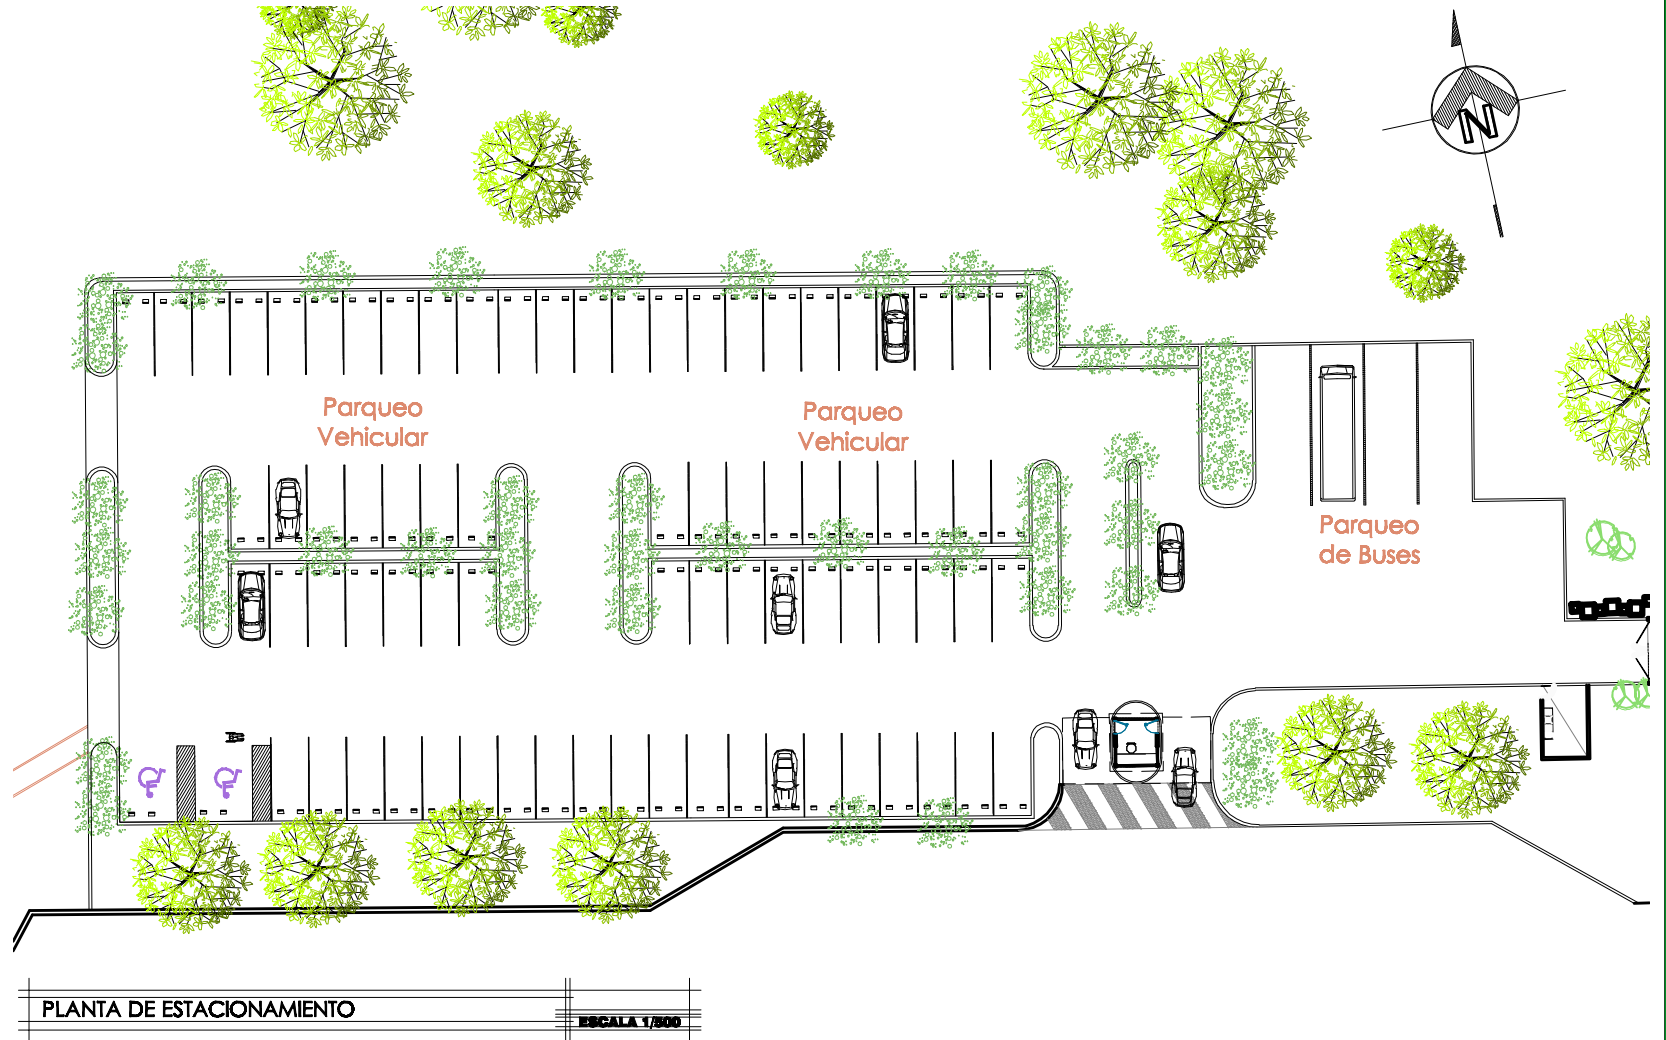 N
Parqueo
Vehicular
Parqueo
Vehicular
Parqueo
de Buses
PLANTA DE ESTACIONAMIENTO
ESCALA 1/500